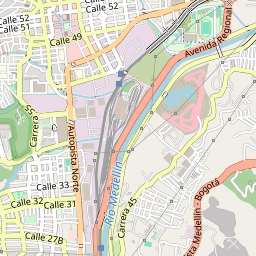 Calle 52
Calle 51
Calle 52
Calle 49
Avenida Regional
Carrera 55
Autopista Norte
Río Medellín
Calle 33
Calle 32
Calle 31
Carrera 45
Medellín - Bogotá
Calle 27B